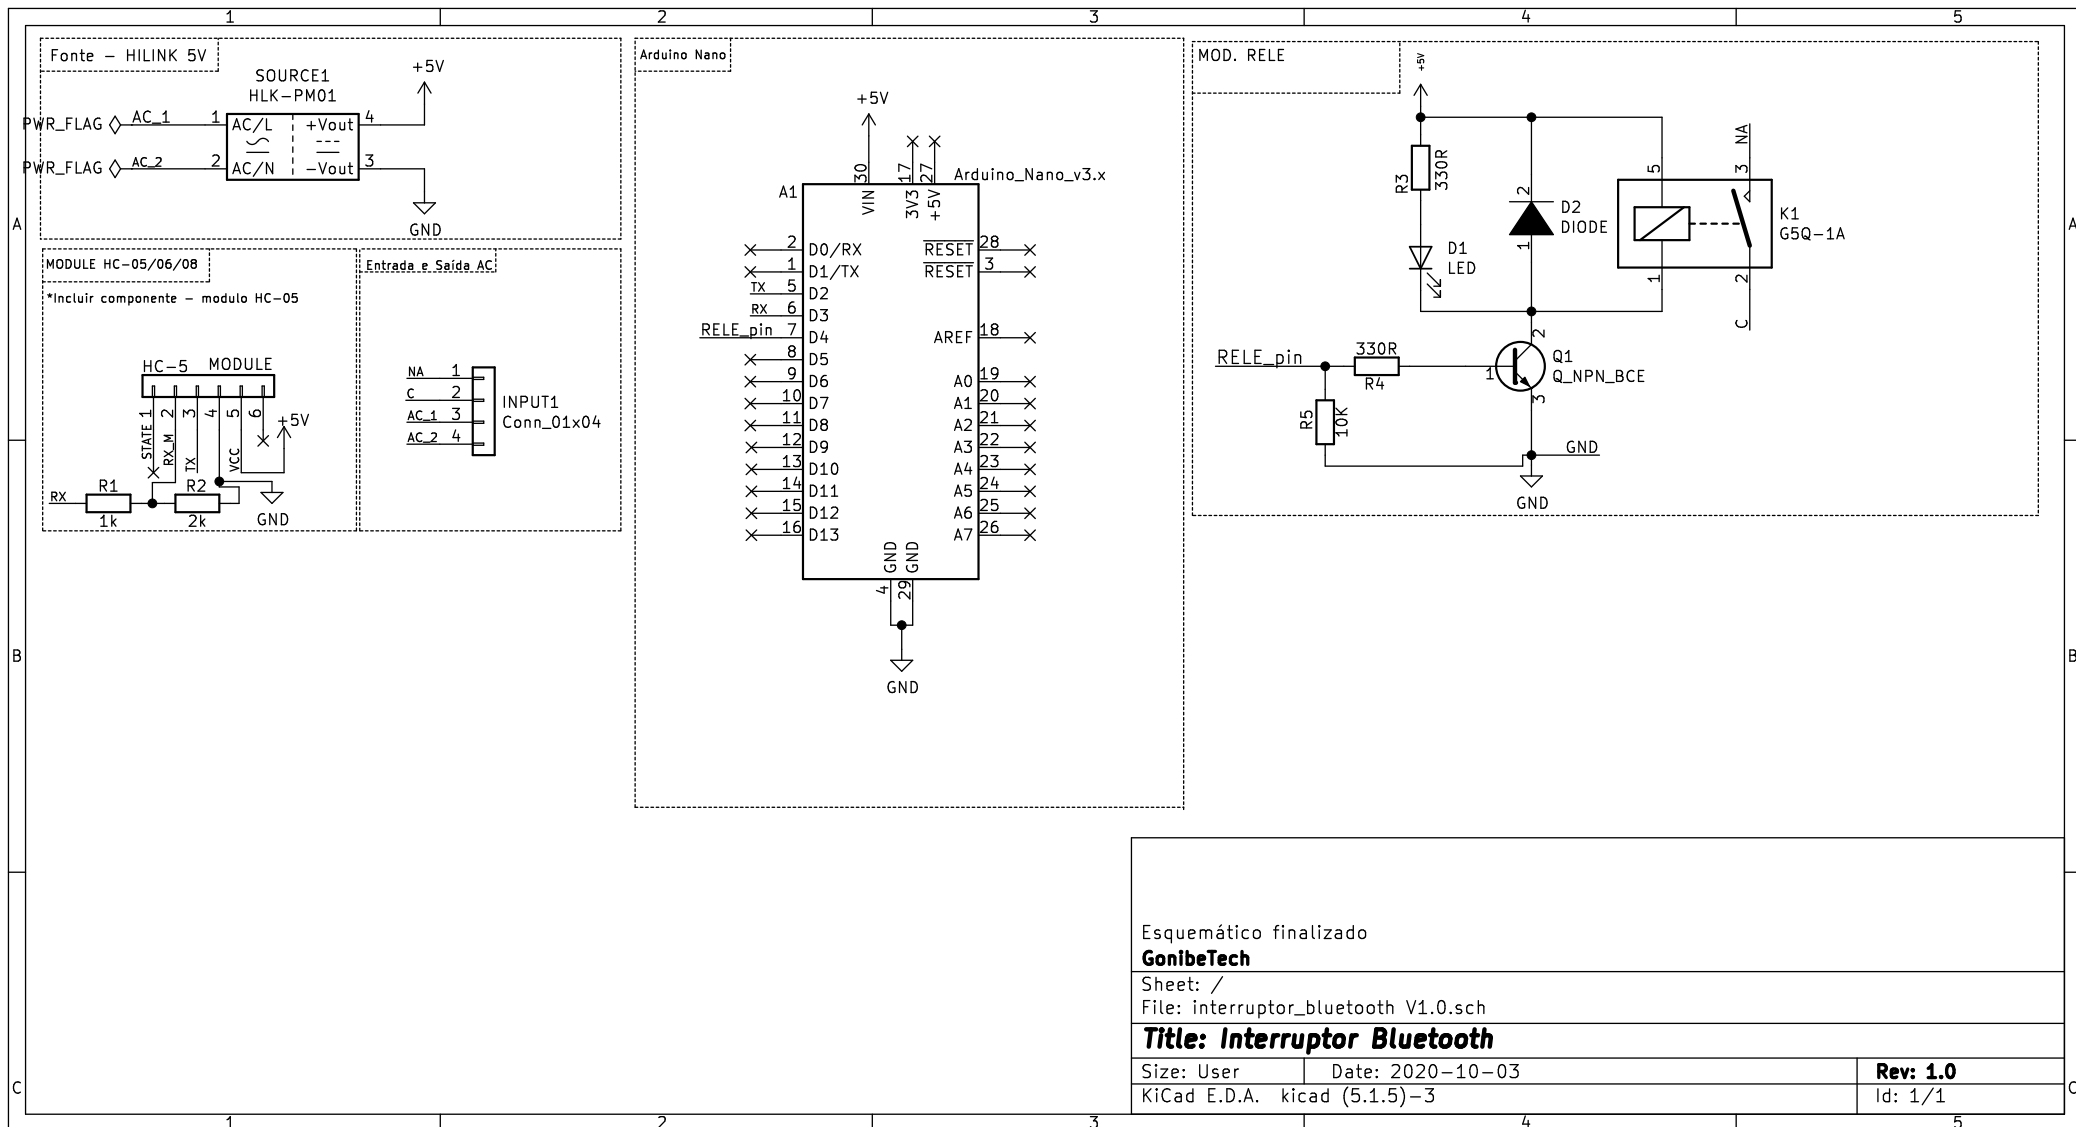 1 2 3 4 5
A
B
C
Fonte - HILINK 5V
SOURCE1
HLK-PM01
+5V
PWR_FLAG AC_1 1 AC/L +Vout 4
PWR_FLAG AC_2 2 AC/N -Vout 3
GND
MODULE HC-05/06/08
*Incluir componente - modulo HC-05
HC-5 MODULE
1 2 3 4 5 6
STATE
RX_M
TX
VCC
+5V
RX
R1
1k
R2
2k
GND
Entrada e Saída AC
NA 1
C 2
AC_1 3
AC_2 4
INPUT1
Conn_01x04
Arduino Nano
+5V
30 17 27
VIN 3V3 +5V
A1
Arduino_Nano_v3.x
2 D0/RX
1 D1/TX
TX 5 D2
RX 6 D3
RELE_pin 7 D4
8 D5
9 D6
10 D7
11 D8
12 D9
13 D10
14 D11
15 D12
16 D13
RESET 28
RESET 3
AREF 18
A0 19
A1 20
A2 21
A3 22
A4 23
A5 24
A6 25
A7 26
GND GND
4 29
GND
MOD. RELE
+5V
R3
330R
D1
LED
2
D2
DIODE
1
5
3 NA
K1
G5Q-1A
1
2
C
RELE_pin
330R
R4
R5
10K
2
1
Q1
Q_NPN_BCE
3
GND
GND
Esquemático finalizado
GonibeTech
Sheet: /
File: interruptor_bluetooth V1.0.sch
Title: Interruptor Bluetooth
Size: User Date: 2020-10-03 Rev: 1.0
KiCad E.D.A. kicad (5.1.5)-3 Id: 1/1
A
B
C
1 2 3 4 5